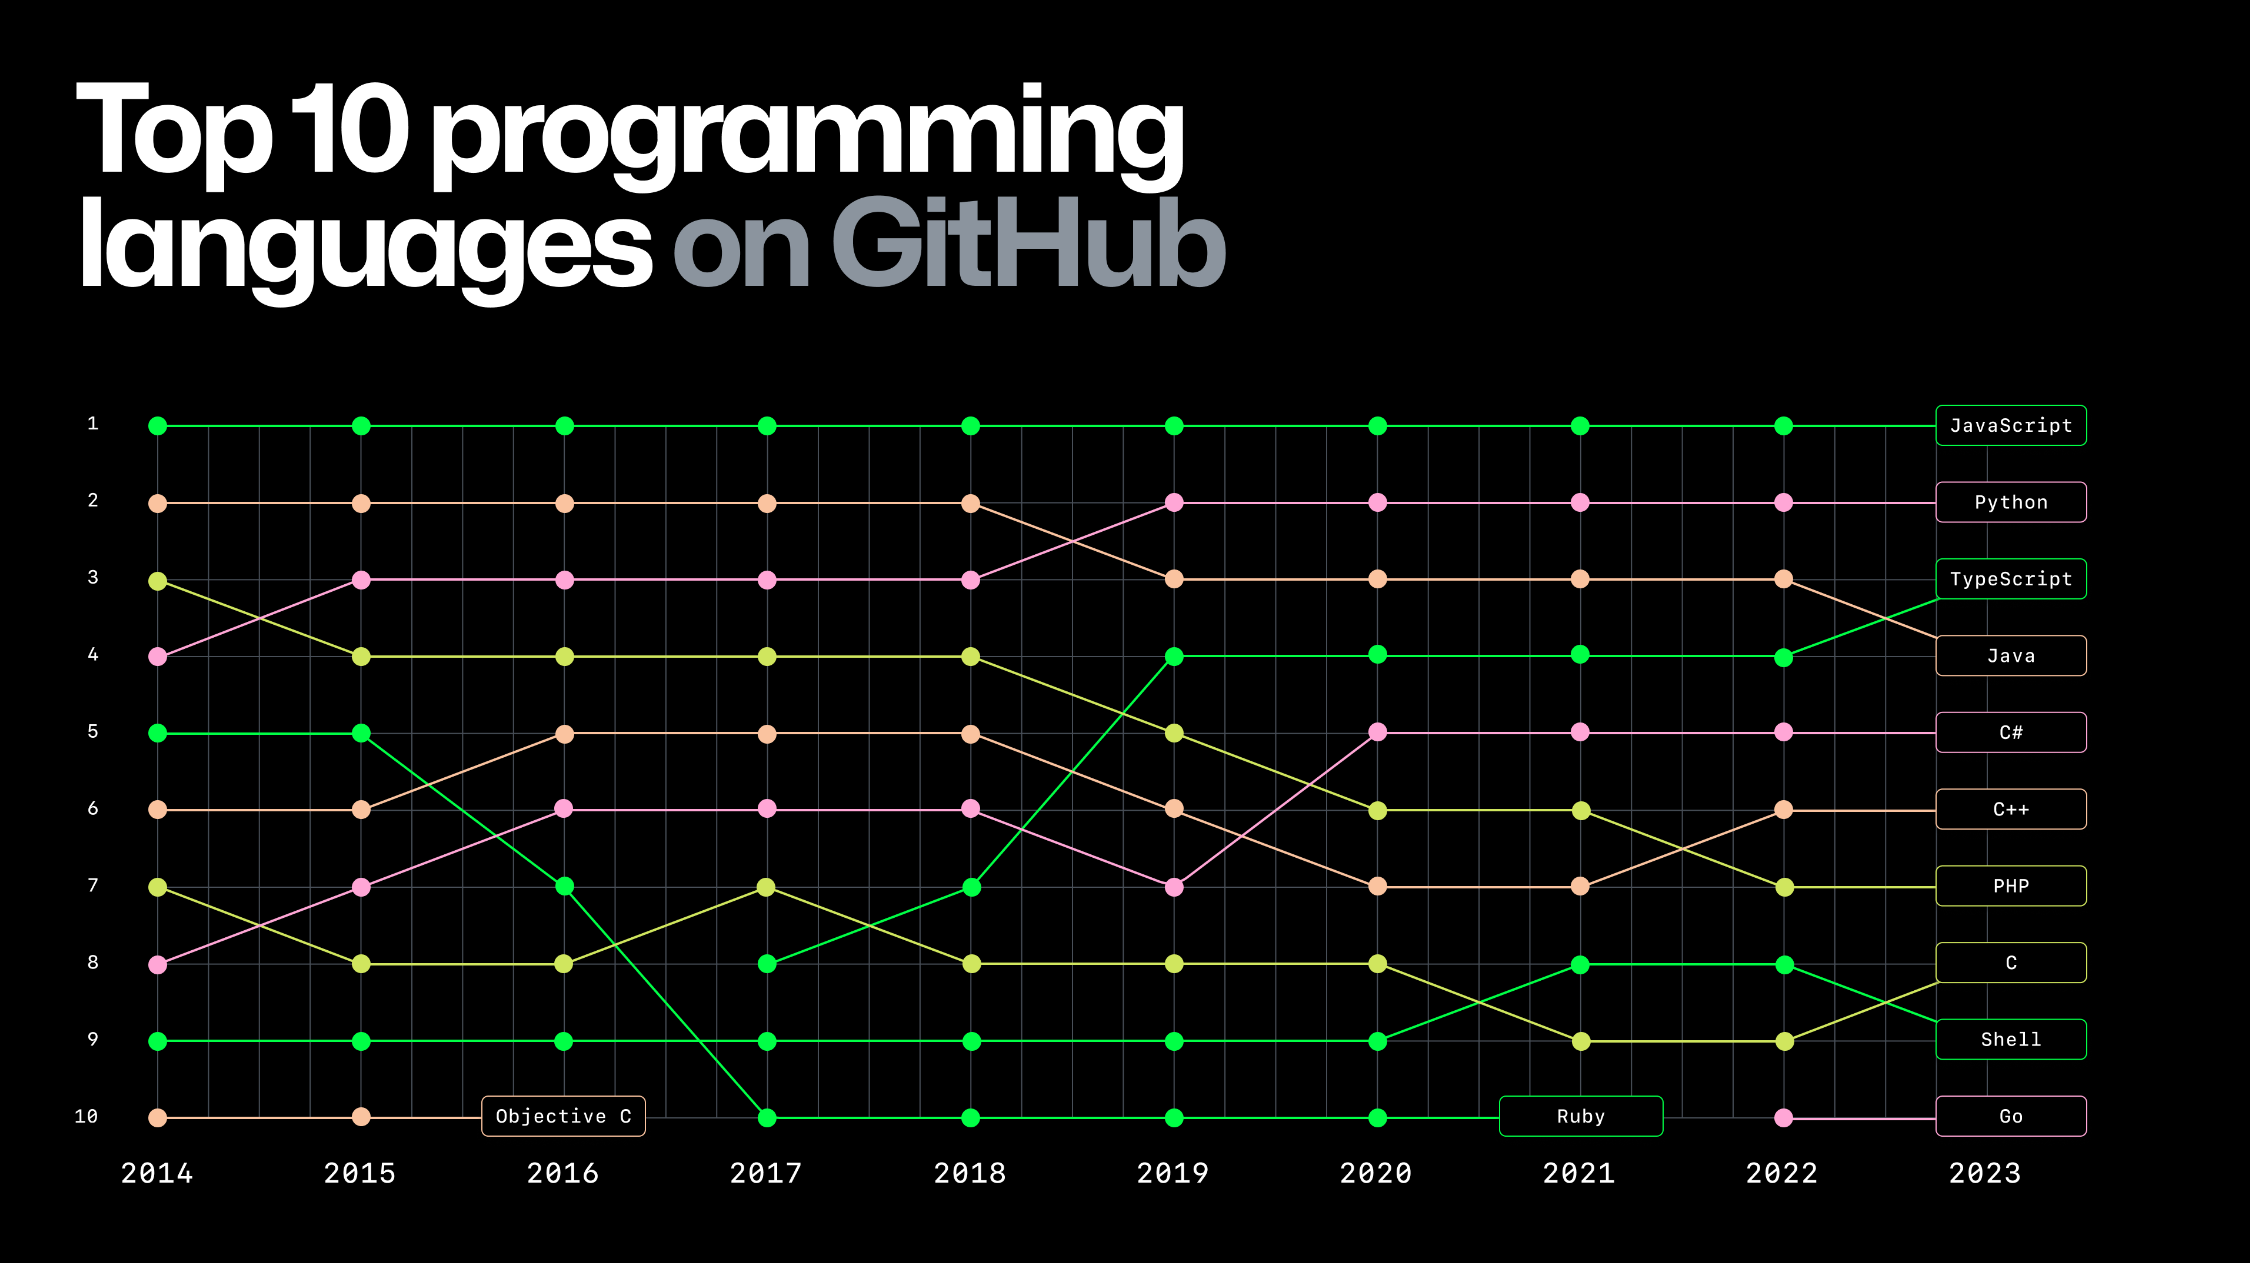 Top 10 programming
languages on GitHub
1
JavaScript
2
Python
3
TypeScript
4
Java
5
C#
6
C++
7
PHP
8
C
9
Shell
10
Objective C
Ruby
Go
2014 2015 2016 2017 2018 2019 2020 2021 2022 2023